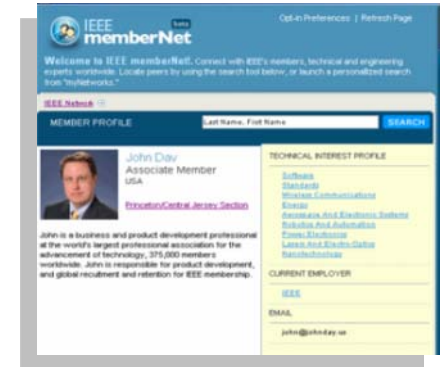 IEEE beta
memberNet
Opt-in Preferences | Refresh Page
Welcome to IEEE memberNet! Connect with IEEE's members, technical and engineering
experts worldwide. Locate peers by using the search tool below, or launch a personalized search
from "myNetworks."
IEEE Network
MEMBER PROFILE
Last Name, First Name
SEARCH
John Day
Associate Member
USA
Princeton/Central Jersey Section
John is a business and product development professional
at the world's largest professional association for the
advancement of technology, 375,000 members
worldwide. John is responsible for product development,
and global recruitment and retention for IEEE membership.
TECHNICAL INTEREST PROFILE
Software
Standards
Wireless Communications
Energy
Aerospace And Electronic Systems
Robotics And Automation
Power Electronics
Lasers And Electro-Optics
Nanotechnology
CURRENT EMPLOYER
IEEE
EMAIL
john@johnday.us